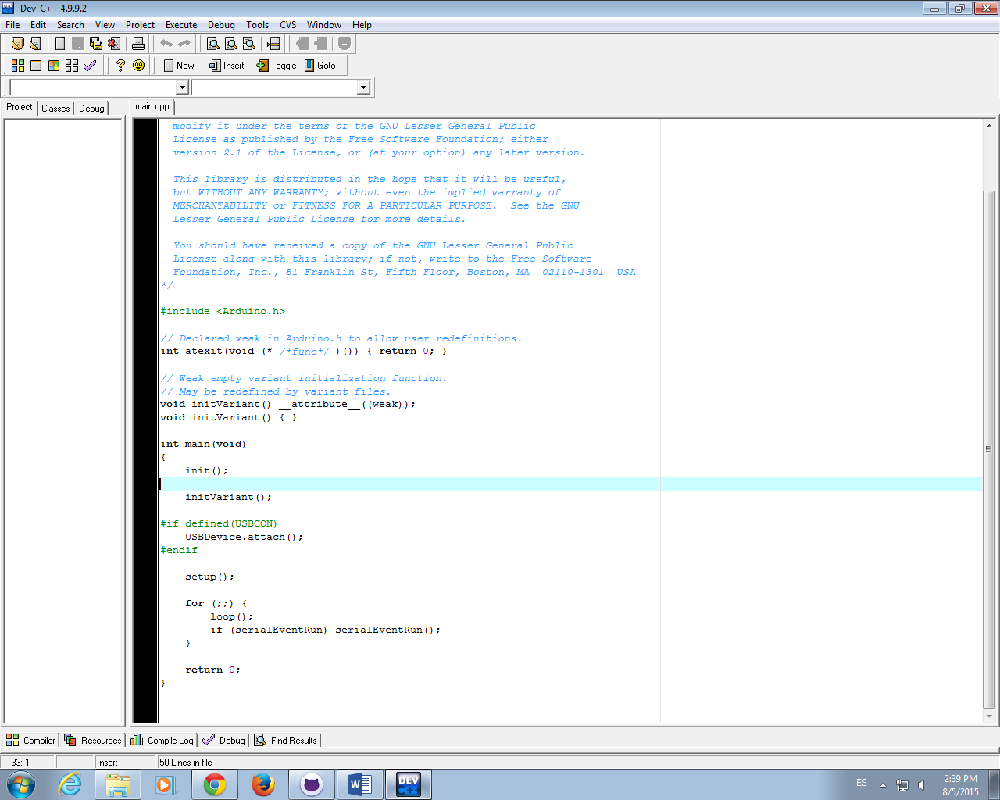 Dev-C++ 4.9.9.2
File Edit Search View Project Execute Debug Tools CVS Window Help
New Insert Toggle Goto
Project Classes Debug main.cpp
modify it under the terms of the GNU Lesser General Public
License as published by the Free Software Foundation; either
version 2.1 of the License, or (at your option) any later version.
This library is distributed in the hope that it will be useful,
but WITHOUT ANY WARRANTY; without even the implied warranty of
MERCHANTABILITY or FITNESS FOR A PARTICULAR PURPOSE.  See the GNU
Lesser General Public License for more details.
You should have received a copy of the GNU Lesser General Public
License along with this library; if not, write to the Free Software
Foundation, Inc., 51 Franklin St, Fifth Floor, Boston, MA  02110-1301  USA
*/
#include <Arduino.h>
// Declared weak in Arduino.h to allow user redefinitions.
int atexit(void (* /*func*/ )()) { return 0; }
// Weak empty variant initialization function.
// May be redefined by variant files.
void initVariant() __attribute__((weak));
void initVariant() { }
int main(void)
{
init();
initVariant();
#if defined(USBCON)
USBDevice.attach();
#endif
setup();
for (;;) {
loop();
if (serialEventRun) serialEventRun();
}
return 0;
}
Compiler Resources Compile Log Debug Find Results
33: 1 Insert 50 Lines in file
DEV C++
ES
2:39 PM
8/5/2015